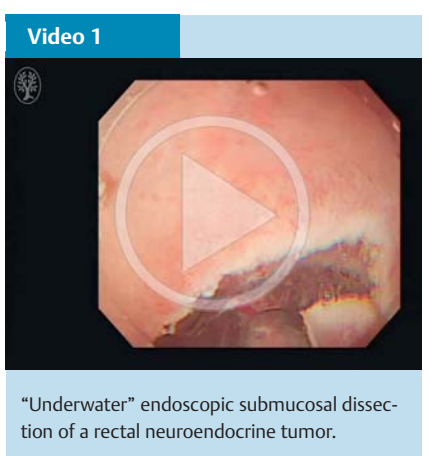 Video 1
“Underwater” endoscopic submucosal dissec-
tion of a rectal neuroendocrine tumor.